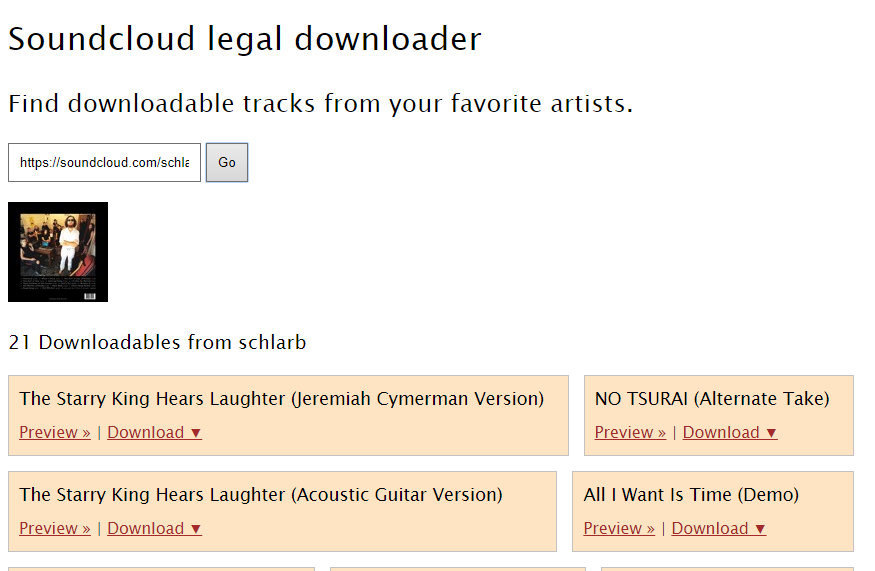 Soundcloud legal downloader
Find downloadable tracks from your favorite artists.
https://soundcloud.com/schla
Go
21 Downloadables from schlarb
The Starry King Hears Laughter (Jeremiah Cymerman Version)
Preview » | Download ▼
NO TSURAI (Alternate Take)
Preview » | Download ▼
The Starry King Hears Laughter (Acoustic Guitar Version)
Preview » | Download ▼
All I Want Is Time (Demo)
Preview » | Download ▼